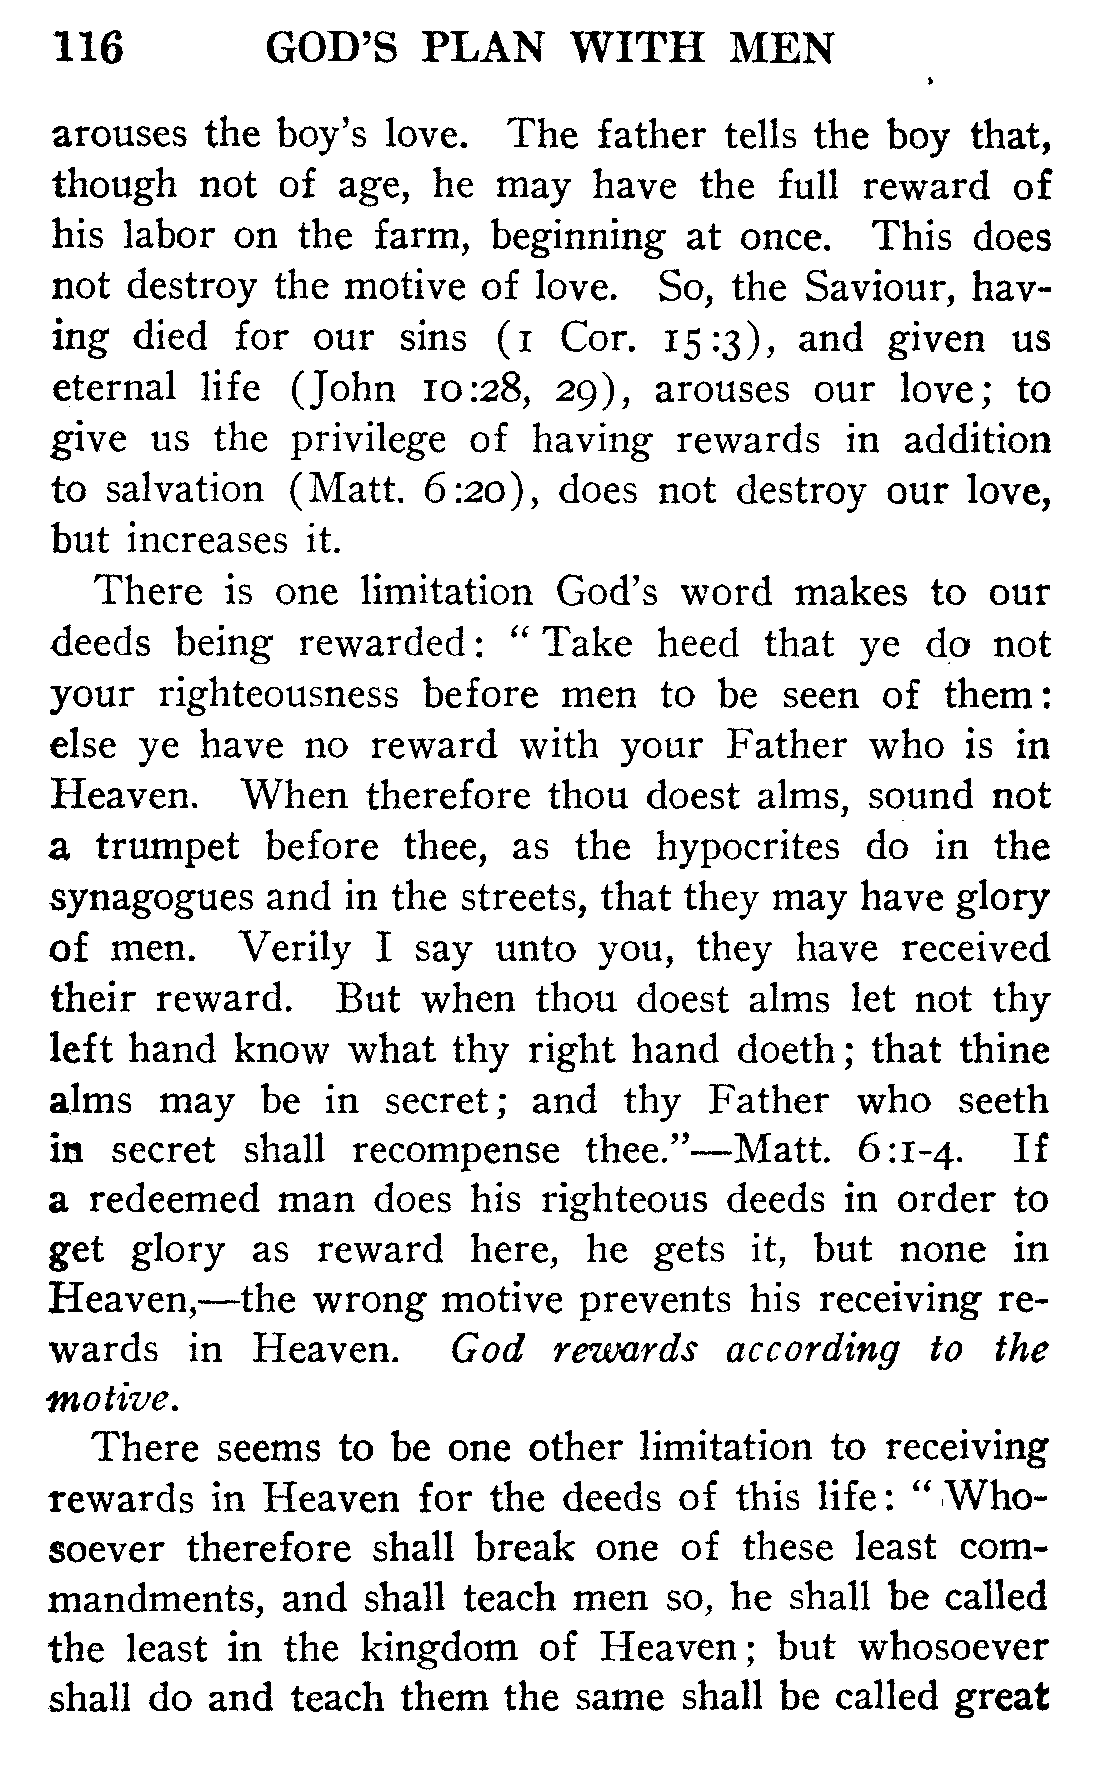 116 GOD'S PLAN WITH MEN
arouses the boy's love. The father tells the boy that,
though not of age, he may have the full reward of
his labor on the farm, beginning at once. This does
not destroy the motive of love. So, the Saviour, hav-
ing died for our sins (1 Cor. 15:3), and given us
eternal life (John 10:28, 29), arouses our love; to
give us the privilege of having rewards in addition
to salvation (Matt. 6:20), does not destroy our love,
but increases it.
There is one limitation God's word makes to our
deeds being rewarded: "Take heed that ye do not
your righteousness before men to be seen of them:
else ye have no reward with your Father who is in
Heaven. When therefore thou doest alms, sound not
a trumpet before thee, as the hypocrites do in the
synagogues and in the streets, that they may have glory
of men. Verily I say unto you, they have received
their reward. But when thou doest alms let not thy
left hand know what thy right hand doeth; that thine
alms may be in secret; and thy Father who seeth
in secret shall recompense thee."—Matt. 6:1-4. If
a redeemed man does his righteous deeds in order to
get glory as reward here, he gets it, but none in
Heaven,—the wrong motive prevents his receiving re-
wards in Heaven. God rewards according to the
motive.
There seems to be one other limitation to receiving
rewards in Heaven for the deeds of this life: "Who-
soever therefore shall break one of these least com-
mandments, and shall teach men so, he shall be called
the least in the kingdom of Heaven; but whosoever
shall do and teach them the same shall be called great